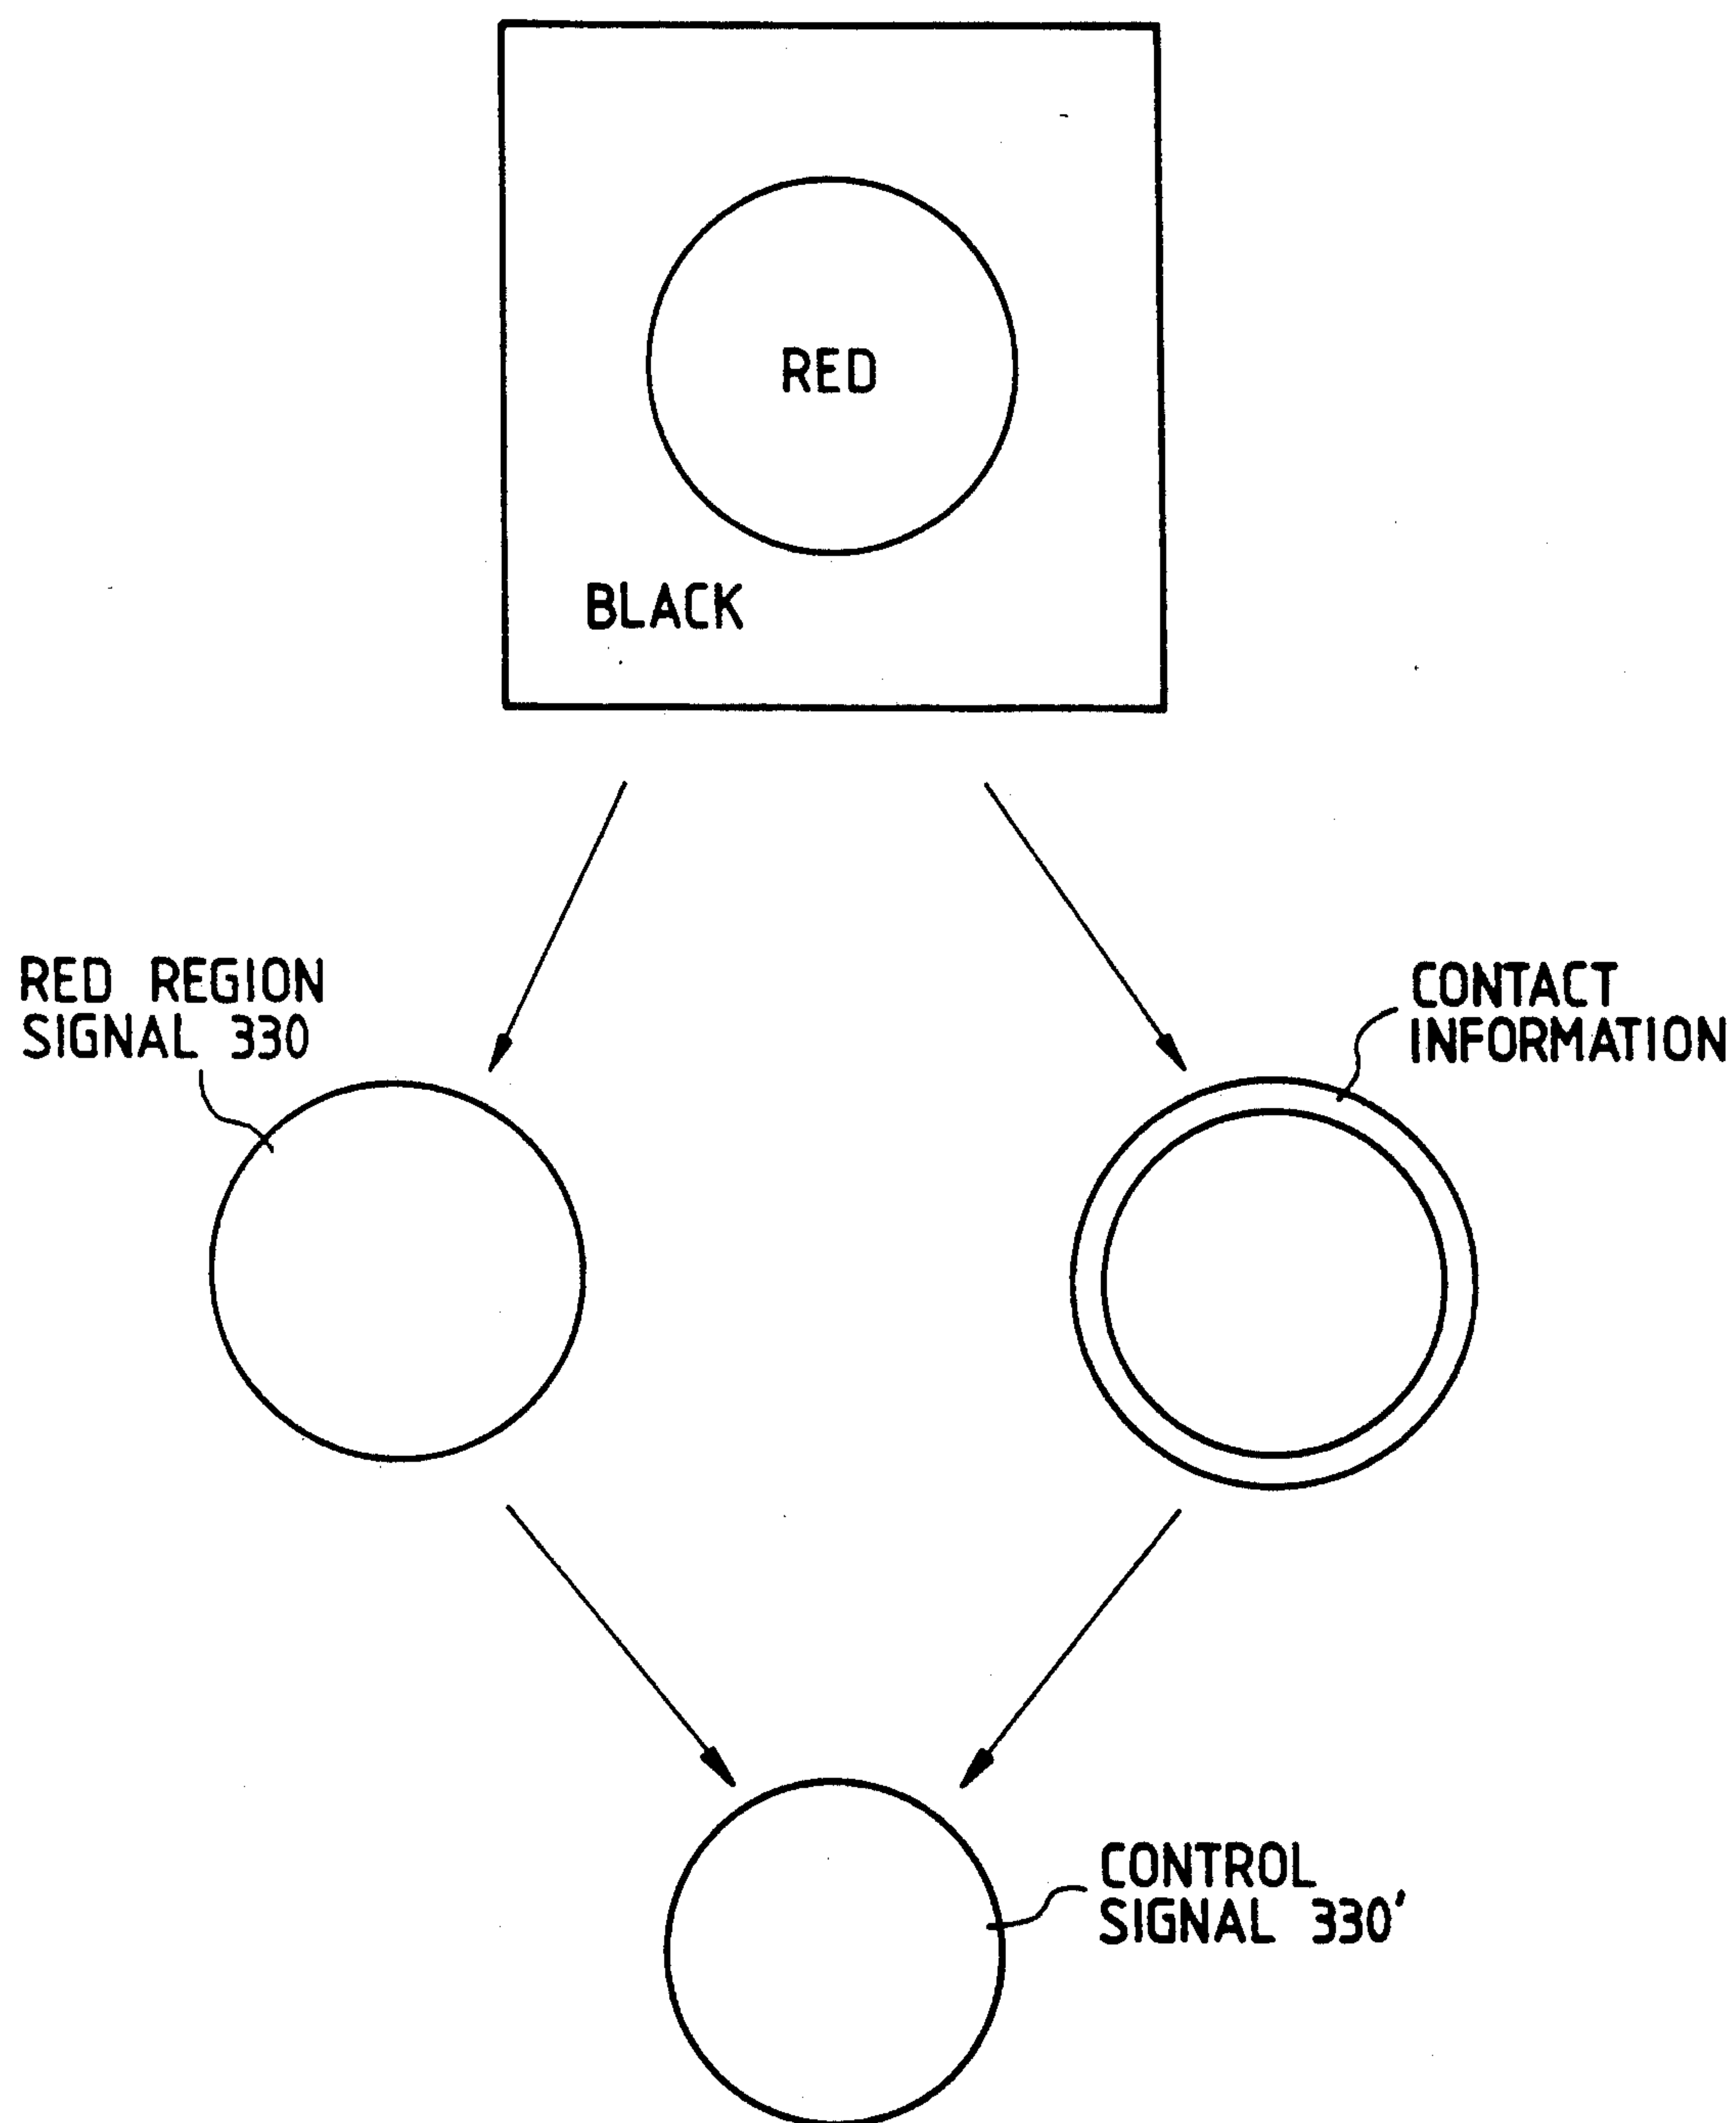 RED
BLACK
RED REGION
SIGNAL 330
CONTACT
INFORMATION
CONTROL
SIGNAL 330'